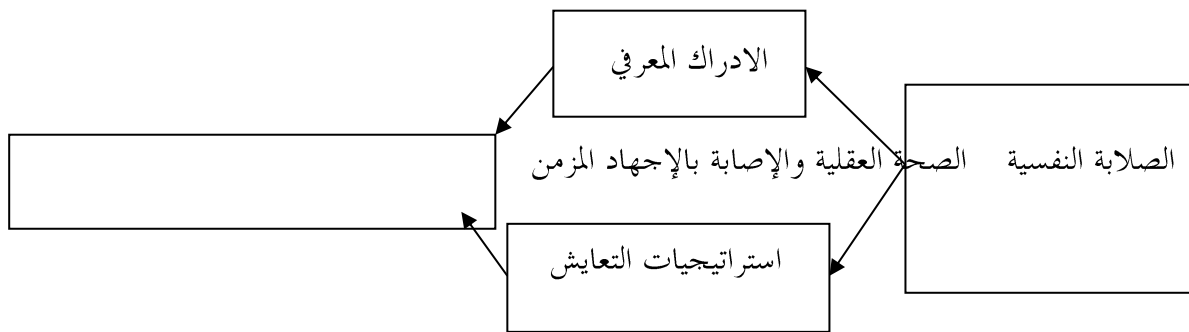 الادراك المعرفي
الصلابة النفسية الصحة العقلية والإصابة بالإجهاد المزمن
استراتيجيات التعايش